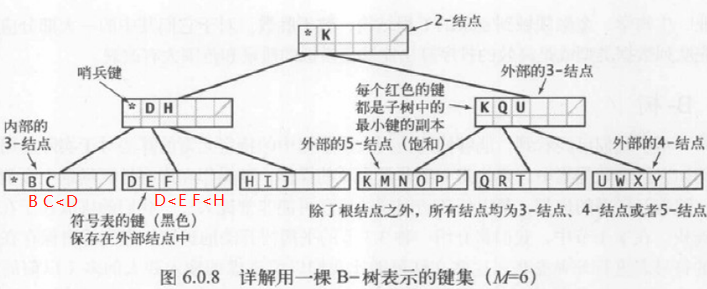 * K
2-结点
哨兵键
每个红色的键
都是子树中的
最小键的副本
外部的3-结点
* D H
K Q U
内部的
3-结点
外部的5-结点（饱和）
外部的4-结点
* B C
D E F
H I J
K M N O P
Q R T
U W X Y
B C<D
D<E F<H
符号表的键（黑色）
保存在外部结点中
除了根结点之外，所有结点均为3-结点、4-结点或者5-结点
图 6.0.8 详解用一棵 B-树表示的键集（M=6）